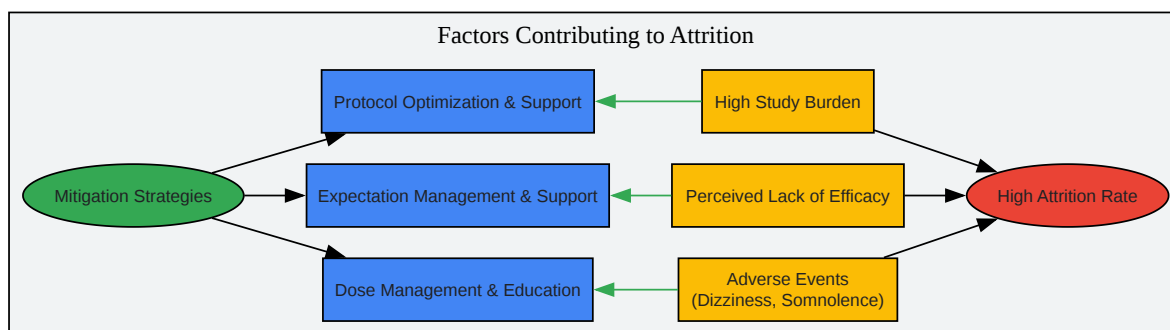 Factors Contributing to Attrition
Protocol Optimization & Support
High Study Burden
Mitigation Strategies
Expectation Management & Support
Perceived Lack of Efficacy
High Attrition Rate
Dose Management & Education
Adverse Events
(Dizziness, Somnolence)